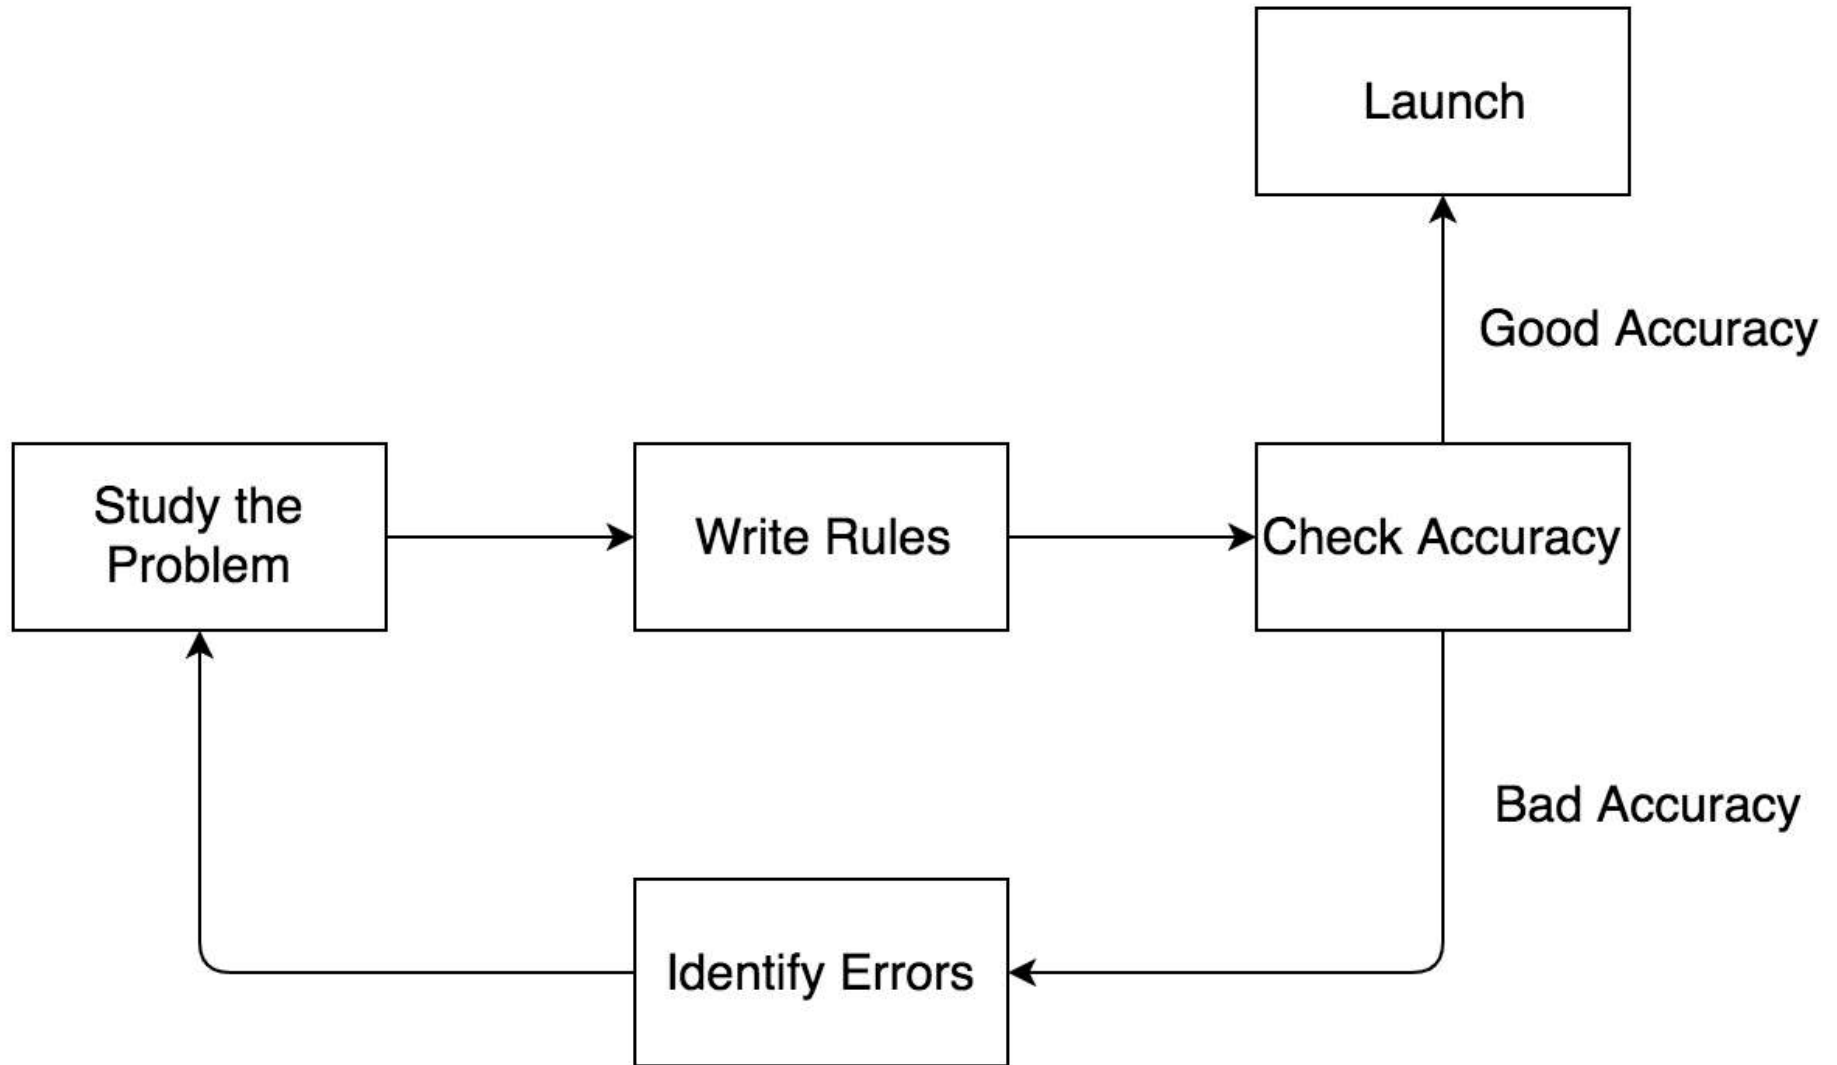 Launch
Good Accuracy
Study the
Problem
Write Rules
Check Accuracy
Bad Accuracy
Identify Errors